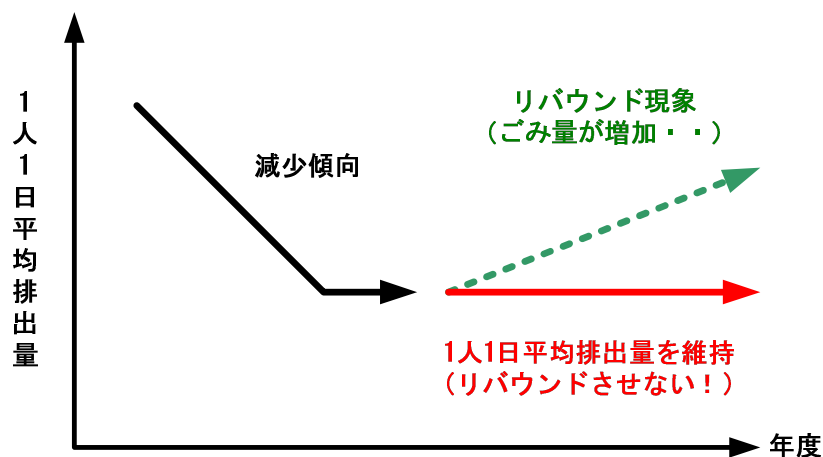 1人1日平均排出量
減少傾向
リバウンド現象
（ごみ量が増加・・）
1人1日平均排出量を維持
（リバウンドさせない！）
年度